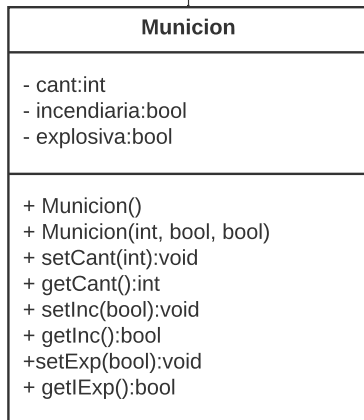 Municion
- cant:int
- incendiaria:bool
- explosiva:bool
+ Municion()
+ Municion(int, bool, bool)
+ setCant(int):void
+ getCant():int
+ setInc(bool):void
+ getInc():bool
+setExp(bool):void
+ getIExp():bool